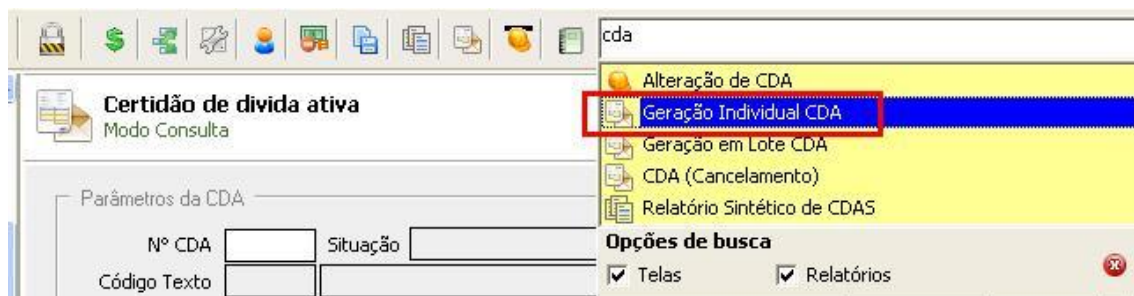 cda
Alteração de CDA
Certidão de divida ativa
Geração Individual CDA
Modo Consulta
Geração em Lote CDA
CDA (Cancelamento)
Parâmetros da CDA
Relatório Sintético de CDAS
Nº CDA Situação
Opções de busca
Código Texto
Telas Relatórios